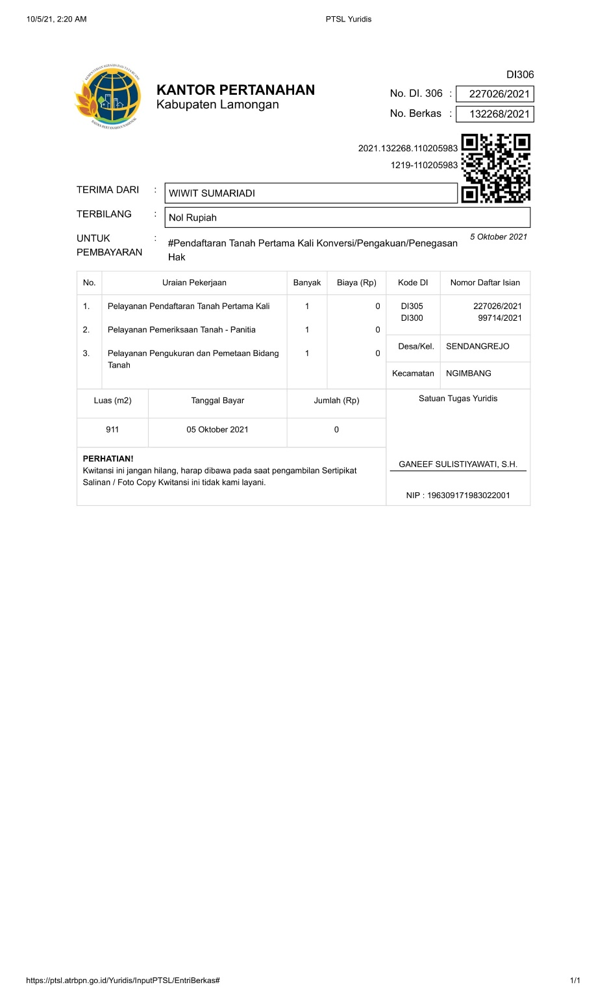 10/5/21, 2:20 AM
PTSL Yuridis
KEMENTERIAN AGRARIA DAN TATA RUANG
BADAN PERTANAHAN NASIONAL
KANTOR PERTANAHAN
Kabupaten Lamongan
DI306
No. DI. 306 : 227026/2021
No. Berkas : 132268/2021
2021.132268.110205983
1219-110205983
TERIMA DARI : WIWIT SUMARIADI
TERBILANG : Nol Rupiah
UNTUK PEMBAYARAN : #Pendaftaran Tanah Pertama Kali Konversi/Pengakuan/Penegasan
Hak
5 Oktober 2021
No. Uraian Pekerjaan Banyak Biaya (Rp) Kode DI Nomor Daftar Isian
1. Pelayanan Pendaftaran Tanah Pertama Kali 1 0 DI305 227026/2021
DI300 99714/2021
2. Pelayanan Pemeriksaan Tanah - Panitia 1 0
Desa/Kel. SENDANGREJO
3. Pelayanan Pengukuran dan Pemetaan Bidang 1 0
Tanah
Kecamatan NGIMBANG
Luas (m2) Tanggal Bayar Jumlah (Rp) Satuan Tugas Yuridis
911 05 Oktober 2021 0
PERHATIAN!
Kwitansi ini jangan hilang, harap dibawa pada saat pengambilan Sertipikat
Salinan / Foto Copy Kwitansi ini tidak kami layani.
GANEEF SULISTIYAWATI, S.H.
NIP : 196309171983022001
https://ptsl.atrbpn.go.id/Yuridis/InputPTSL/EntriBerkas#
1/1